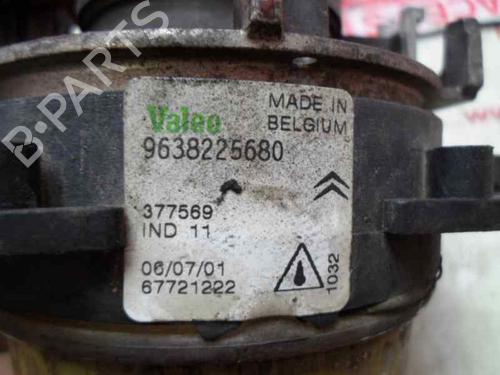 Valeo
MADE IN
BELGIUM
9638225680
377569
IND 11
06/07/01
67721222
1032
B-PARTS